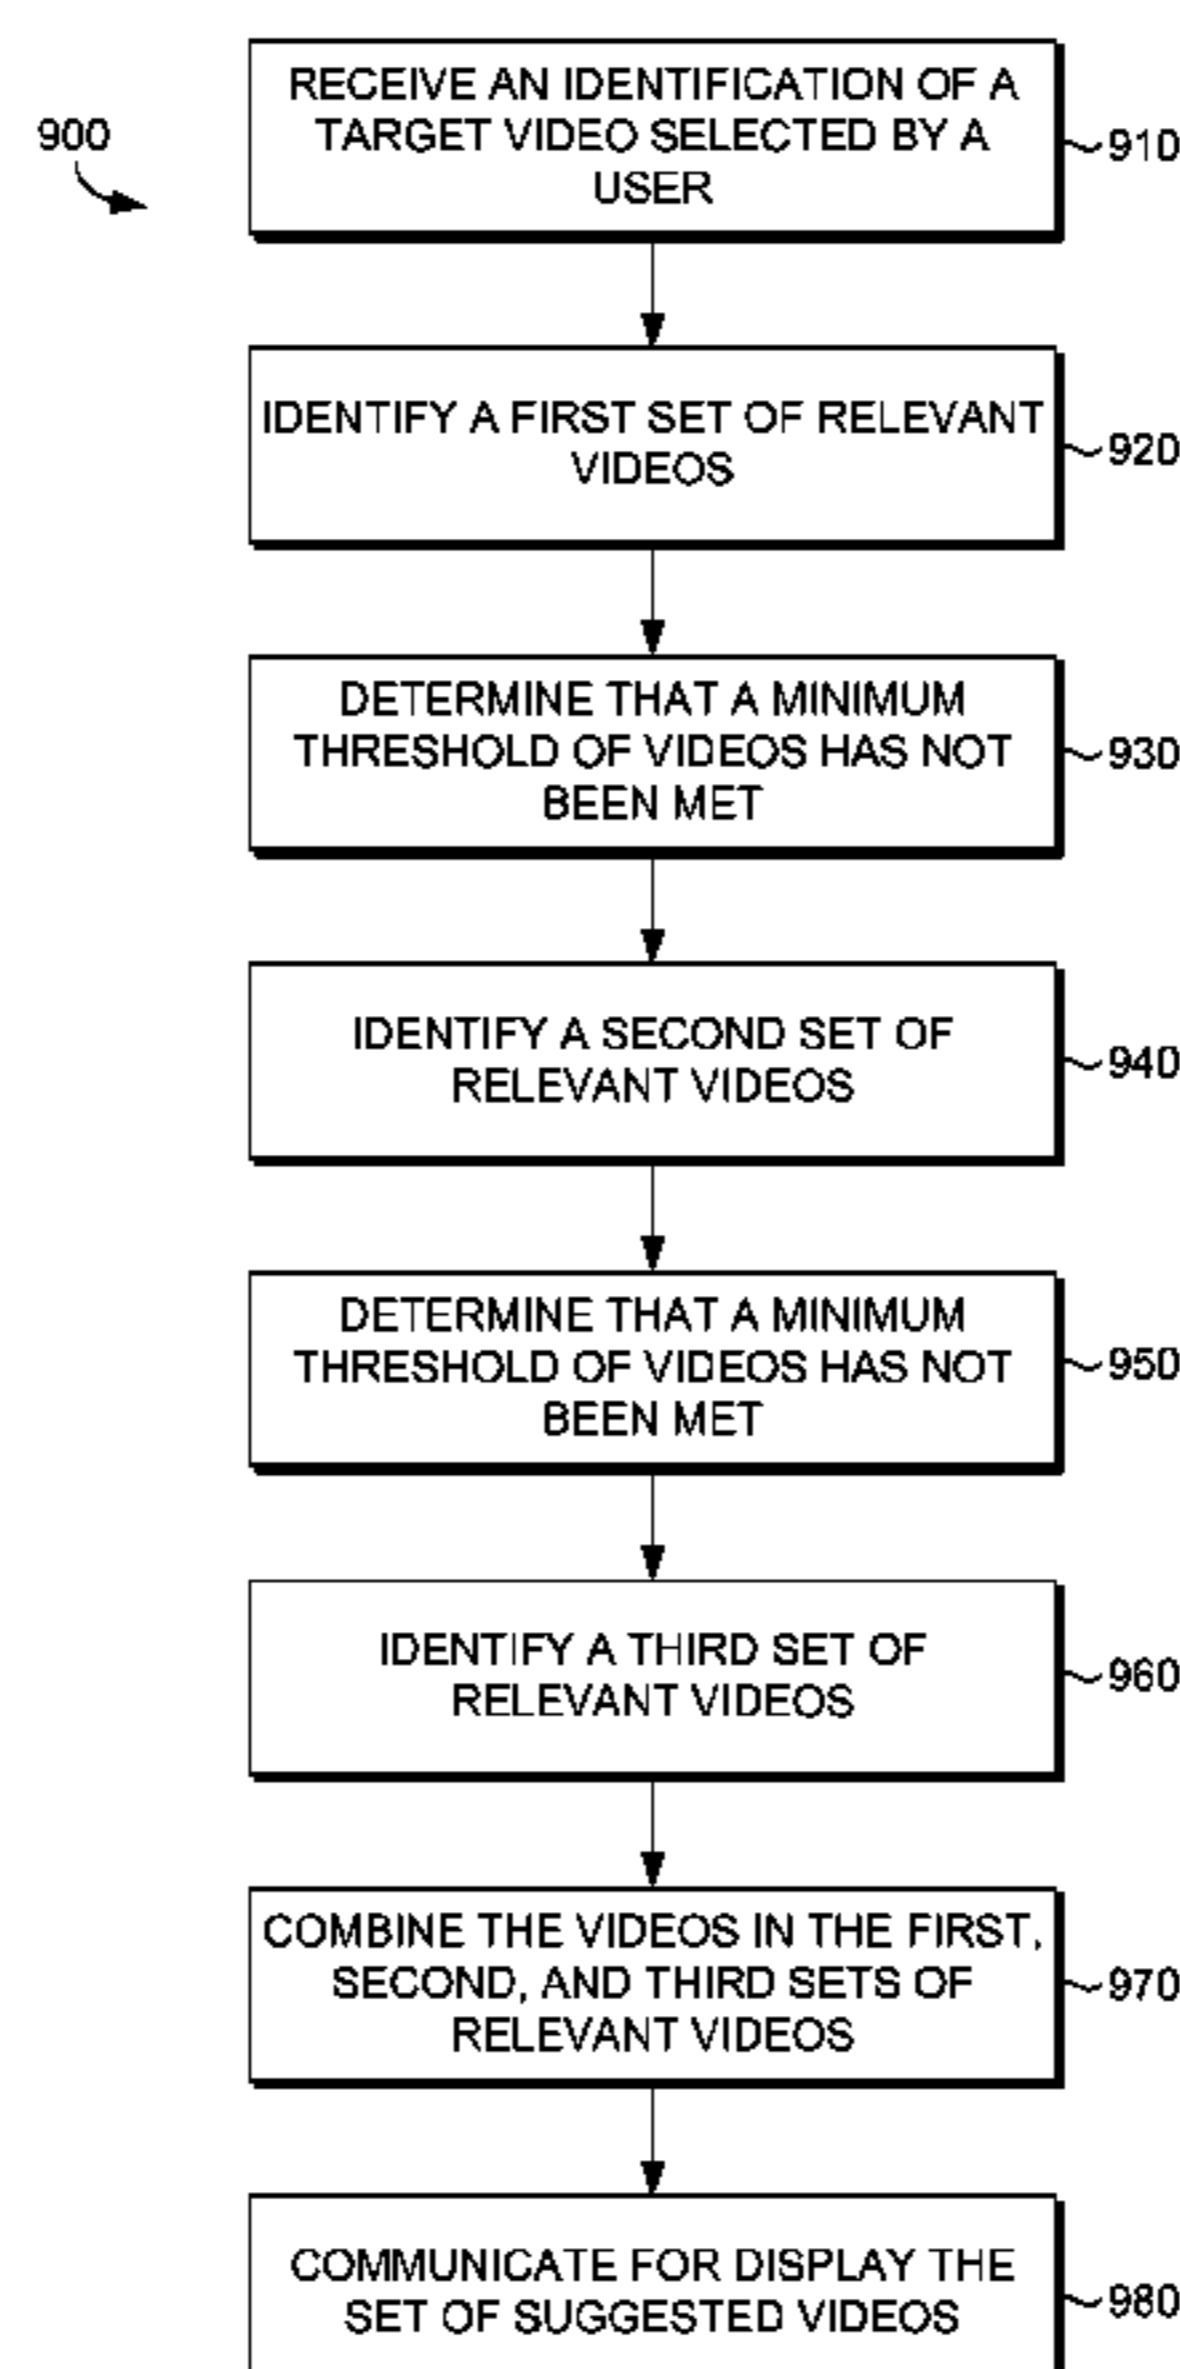 900
RECEIVE AN IDENTIFICATION OF A
TARGET VIDEO SELECTED BY A
USER
910
IDENTIFY A FIRST SET OF RELEVANT
VIDEOS
920
DETERMINE THAT A MINIMUM
THRESHOLD OF VIDEOS HAS NOT
BEEN MET
930
IDENTIFY A SECOND SET OF
RELEVANT VIDEOS
940
DETERMINE THAT A MINIMUM
THRESHOLD OF VIDEOS HAS NOT
BEEN MET
950
IDENTIFY A THIRD SET OF
RELEVANT VIDEOS
960
COMBINE THE VIDEOS IN THE FIRST,
SECOND, AND THIRD SETS OF
RELEVANT VIDEOS
970
COMMUNICATE FOR DISPLAY THE
SET OF SUGGESTED VIDEOS
980